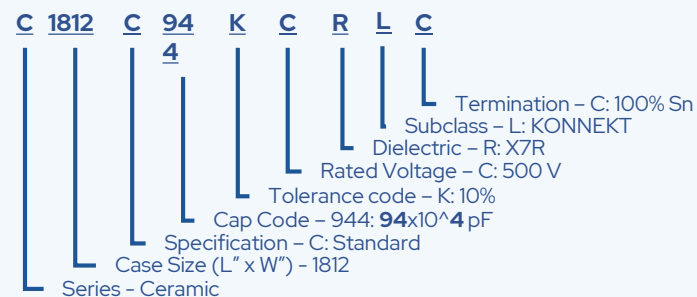 C 1812 C 94 K C R L C
4
Termination – C: 100% Sn
Subclass – L: KONNEKT
Dielectric – R: X7R
Rated Voltage – C: 500 V
Tolerance code – K: 10%
Cap Code – 944: 94x10^4 pF
Specification – C: Standard
Case Size (L” x W”) - 1812
Series - Ceramic